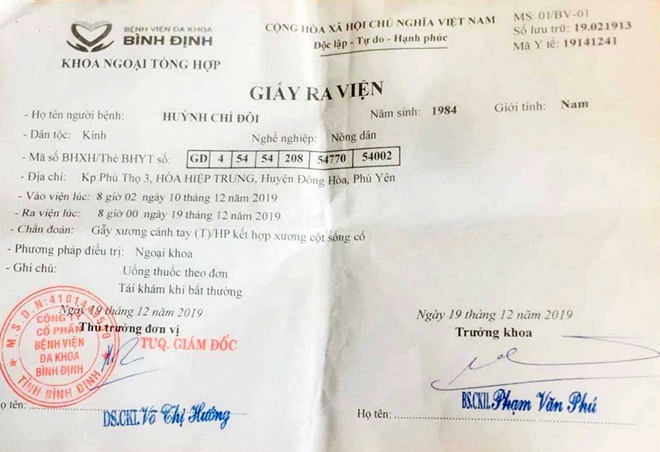 BỆNH VIỆN ĐA KHOA
BÌNH ĐỊNH
KHOA NGOẠI TỔNG HỢP
CỘNG HÒA XÃ HỘI CHỦ NGHĨA VIỆT NAM
Độc lập - Tự do - Hạnh phúc
MS: 01/BV-01
Số lưu trữ: 19.021913
Mã Y tế: 19141241
GIẤY RA VIỆN
- Họ tên người bệnh: HUỲNH CHÍ ĐÔI Năm sinh: 1984 Giới tính: Nam
- Dân tộc: Kinh Nghề nghiệp: Nông dân
- Mã số BHXH/Thẻ BHYT số: GD 4 54 54 208 54770 54002
- Địa chỉ: Kp Phú Thọ 3, HÒA HIỆP TRUNG, Huyện Đông Hòa, Phú Yên
- Vào viện lúc: 8 giờ 02 ngày 10 tháng 12 năm 2019
- Ra viện lúc: 8 giờ 00 ngày 19 tháng 12 năm 2019
- Chẩn đoán: Gẫy xương cánh tay (T)/HP kết hợp xương cột sống cổ
- Phương pháp điều trị: Ngoại khoa
- Ghi chú: Uống thuốc theo đơn
Tái khám khi bất thường
Ngày 19 tháng 12 năm 2019
Thủ trưởng đơn vị
TUQ. GIÁM ĐỐC
CÔNG TY
CỔ PHẦN
BỆNH VIỆN
ĐA KHOA
BÌNH ĐỊNH
TỈNH BÌNH ĐỊNH
Họ tên:
DS.CKI. Võ Thị Hường
Ngày 19 tháng 12 năm 2019
Trưởng khoa
Họ tên:
BS.CKII. Phạm Văn Phú